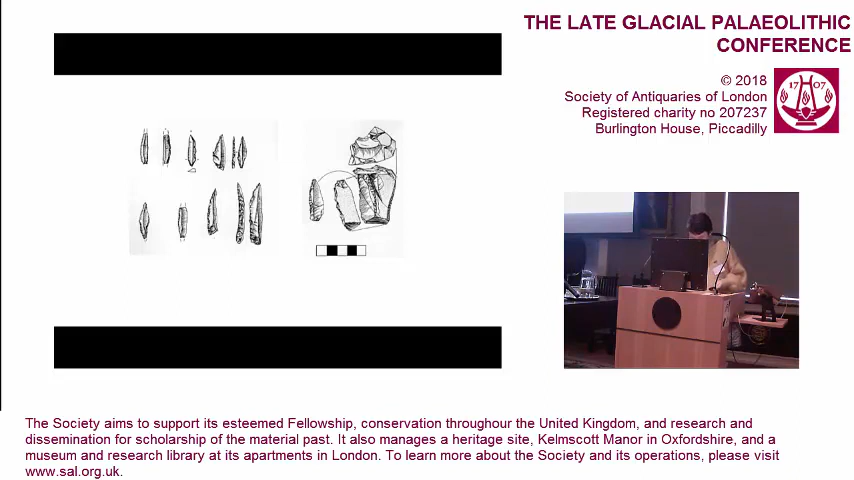 THE LATE GLACIAL PALAEOLITHIC
CONFERENCE
© 2018
Society of Antiquaries of London
Registered charity no 207237
Burlington House, Piccadilly
17 07
The Society aims to support its esteemed Fellowship, conservation throughour the United Kingdom, and research and
dissemination for scholarship of the material past. It also manages a heritage site, Kelmscott Manor in Oxfordshire, and a
museum and research library at its apartments in London. To learn more about the Society and its operations, please visit
www.sal.org.uk.